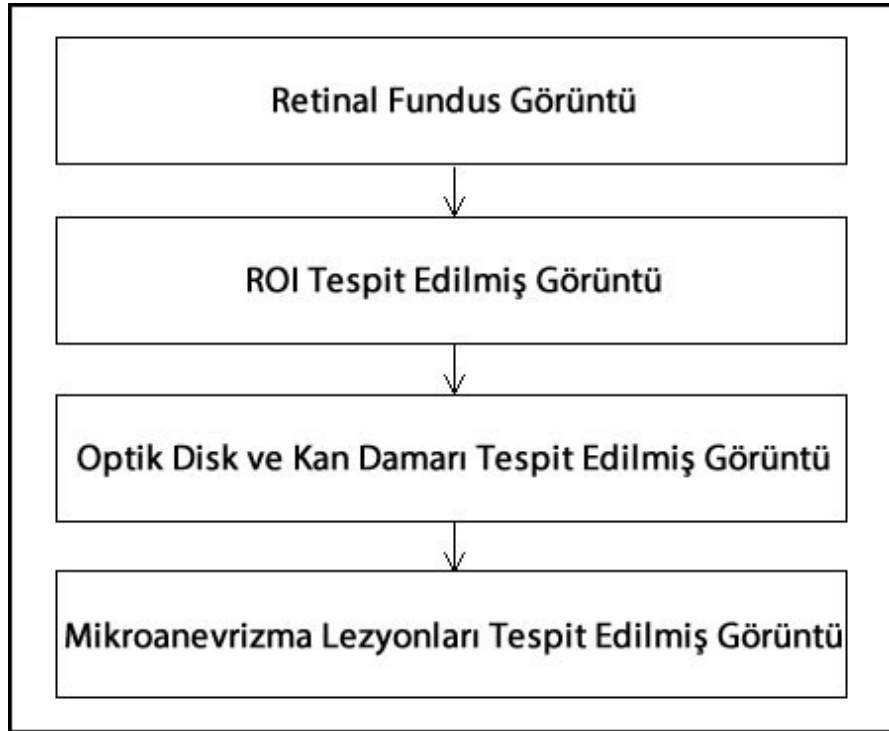 Retinal Fundus Görüntü
ROI Tespit Edilmiş Görüntü
Optik Disk ve Kan Damarı Tespit Edilmiş Görüntü
Mikroanevrizma Lezyonları Tespit Edilmiş Görüntü